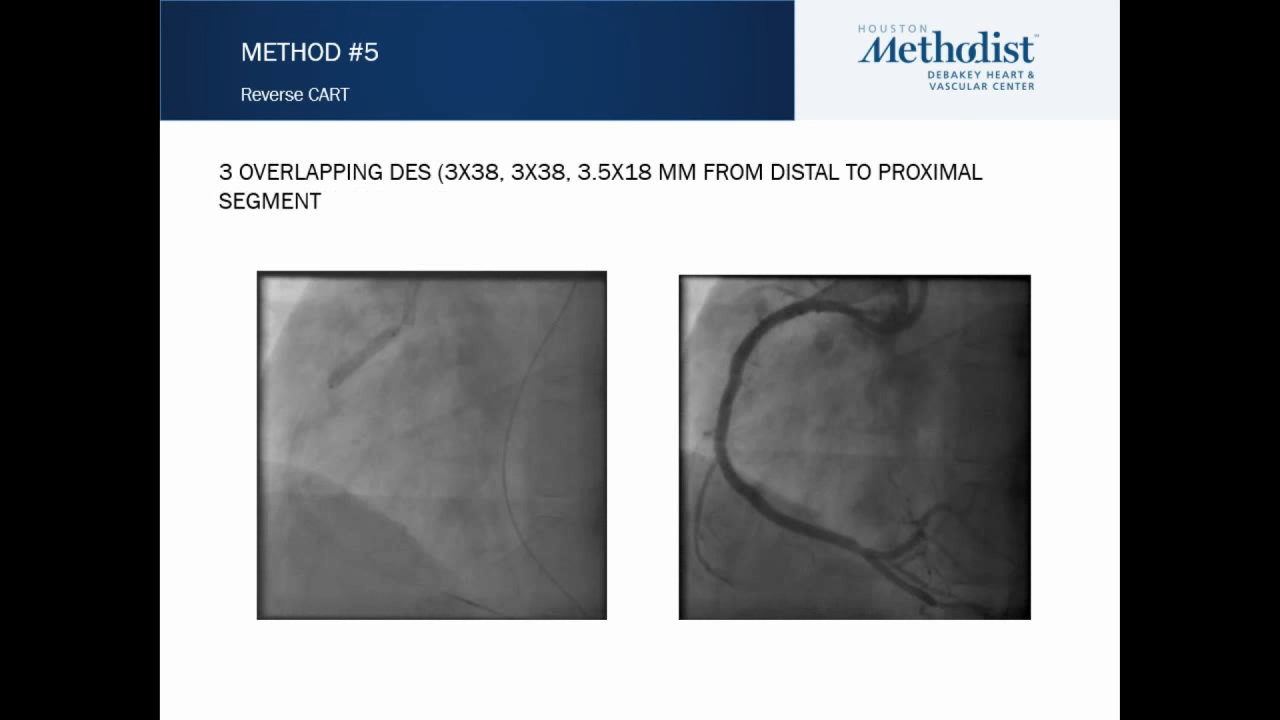 METHOD #5
Reverse CART
HOUSTON
Methodist
DEBAKEY HEART &
VASCULAR CENTER
3 OVERLAPPING DES (3X38, 3X38, 3.5X18 MM FROM DISTAL TO PROXIMAL
SEGMENT